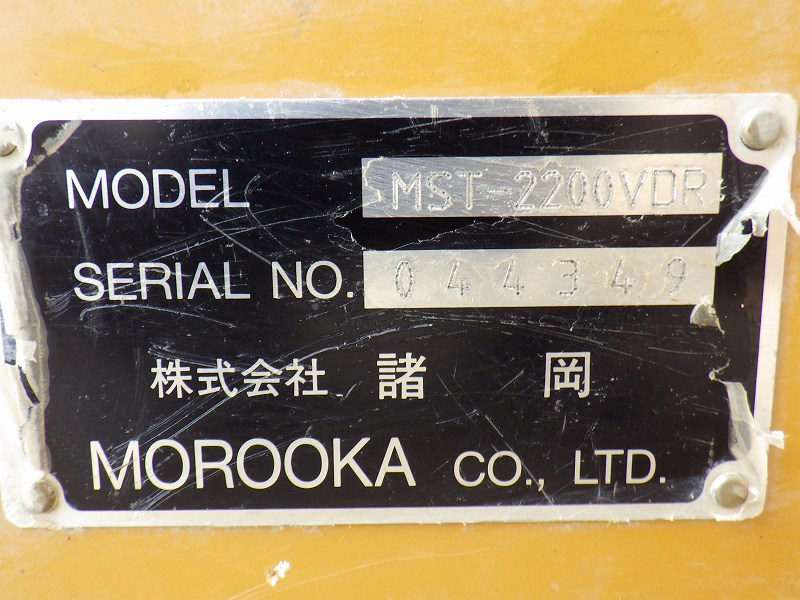 MODEL MST-2200VDR
SERIAL NO. 044349
株式会社 諸岡
MOROOKA CO., LTD.